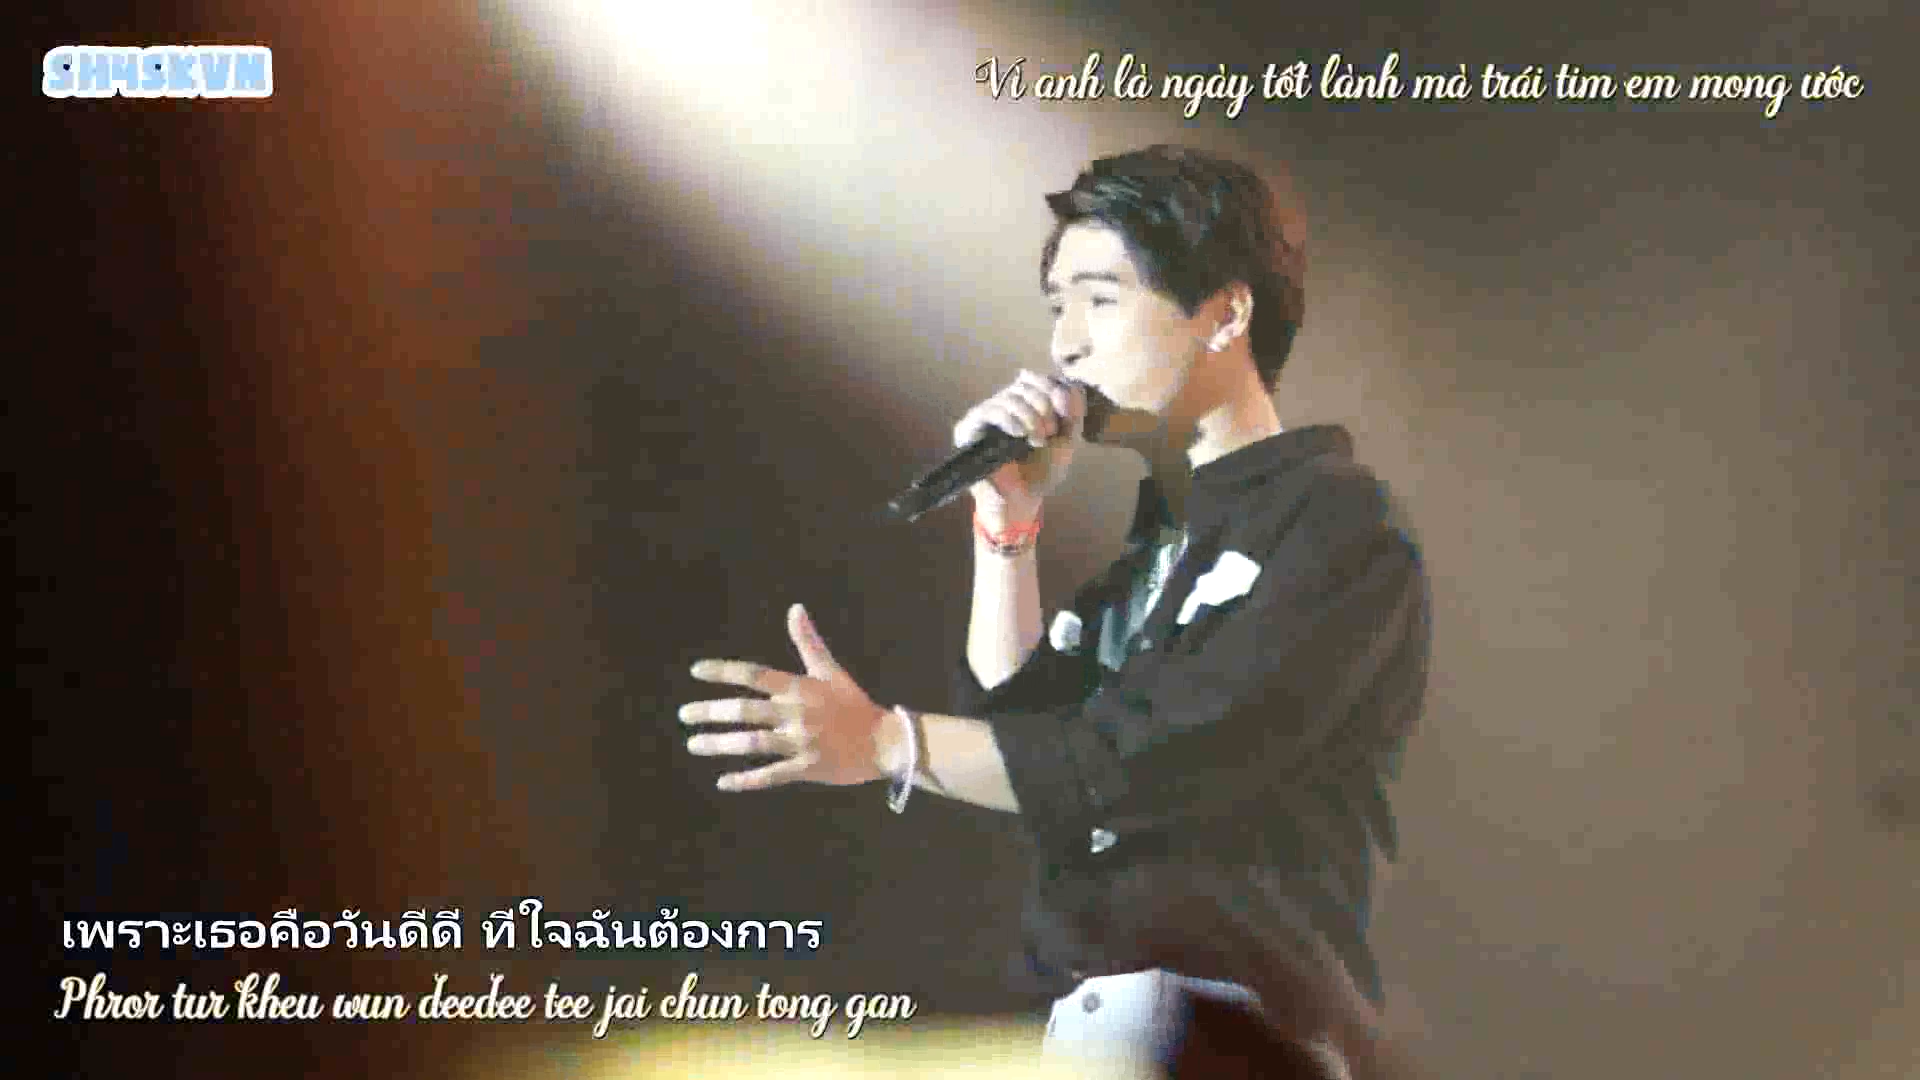 SH4SKVN
Vì anh là ngày tốt lành mà trái tim em mong ước
เพราะเธอคือวันดีดี ที่ใจฉันต้องการ
Phror tur kheu wun deedee tee jai chun tong gan